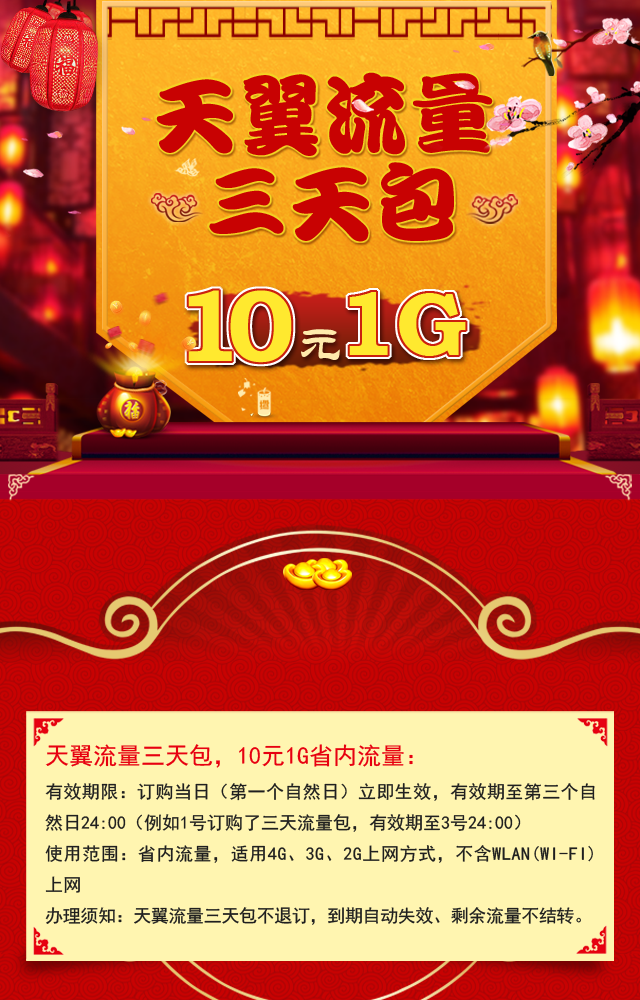 福
天翼流量
三天包
10元1G
福
天翼流量三天包，10元1G省内流量：
有效期限：订购当日（第一个自然日）立即生效，有效期至第三个自
然日24:00（例如1号订购了三天流量包，有效期至3号24:00）
使用范围：省内流量，适用4G、3G、2G上网方式，不含WLAN(WI-FI)
上网
办理须知：天翼流量三天包不退订，到期自动失效、剩余流量不结转。